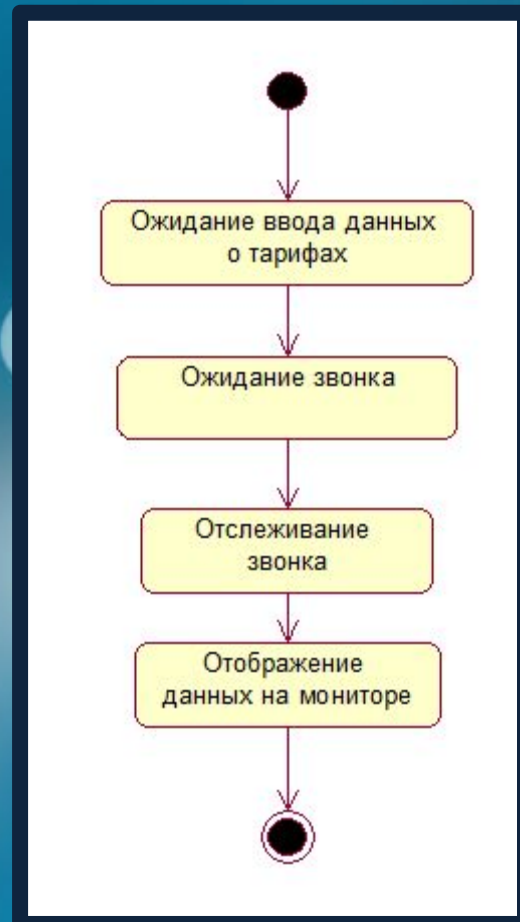 Ожидание ввода данных
о тарифах
Ожидание звонка
Отслеживание
звонка
Отображение
данных на мониторе